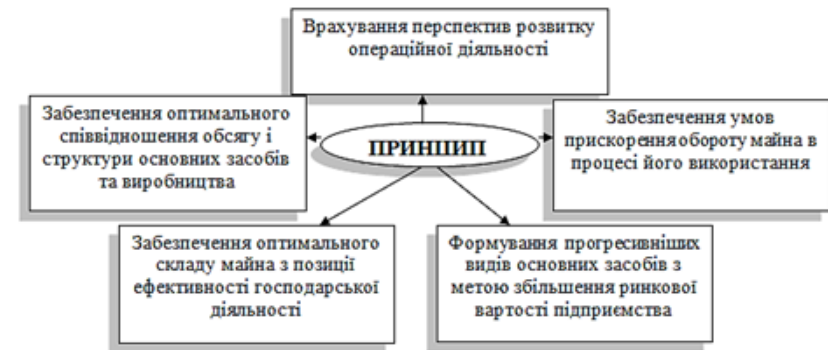 Врахування перспектив розвитку
операційної діяльності
Забезпечення оптимального
співвідношення обсягу і
структури основних засобів
та виробництва
ПРИНЦИП
Забезпечення умов
прискорення обороту майна в
процесі його використання
Забезпечення оптимального
складу майна з позиції
ефективності господарської
діяльності
Формування прогресивніших
видів основних засобів з
метою збільшення ринкової
вартості підприємства